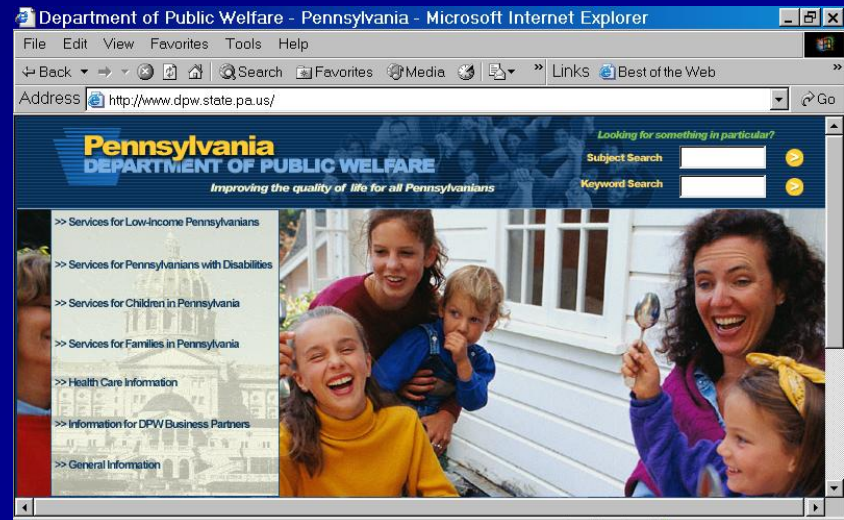 Department of Public Welfare - Pennsylvania - Microsoft Internet Explorer
File Edit View Favorites Tools Help
Back Search Favorites Media » Links Best of the Web »
Address http://www.dpw.state.pa.us/ Go
Looking for something in particular?
Pennsylvania
DEPARTMENT OF PUBLIC WELFARE
Improving the quality of life for all Pennsylvanians
Subject Search
Keyword Search
>> Services for Low-Income Pennsylvanians
>> Services for Pennsylvanians with Disabilities
>> Services for Children in Pennsylvania
>> Services for Families in Pennsylvania
>> Health Care Information
>> Information for DPW Business Partners
>> General Information